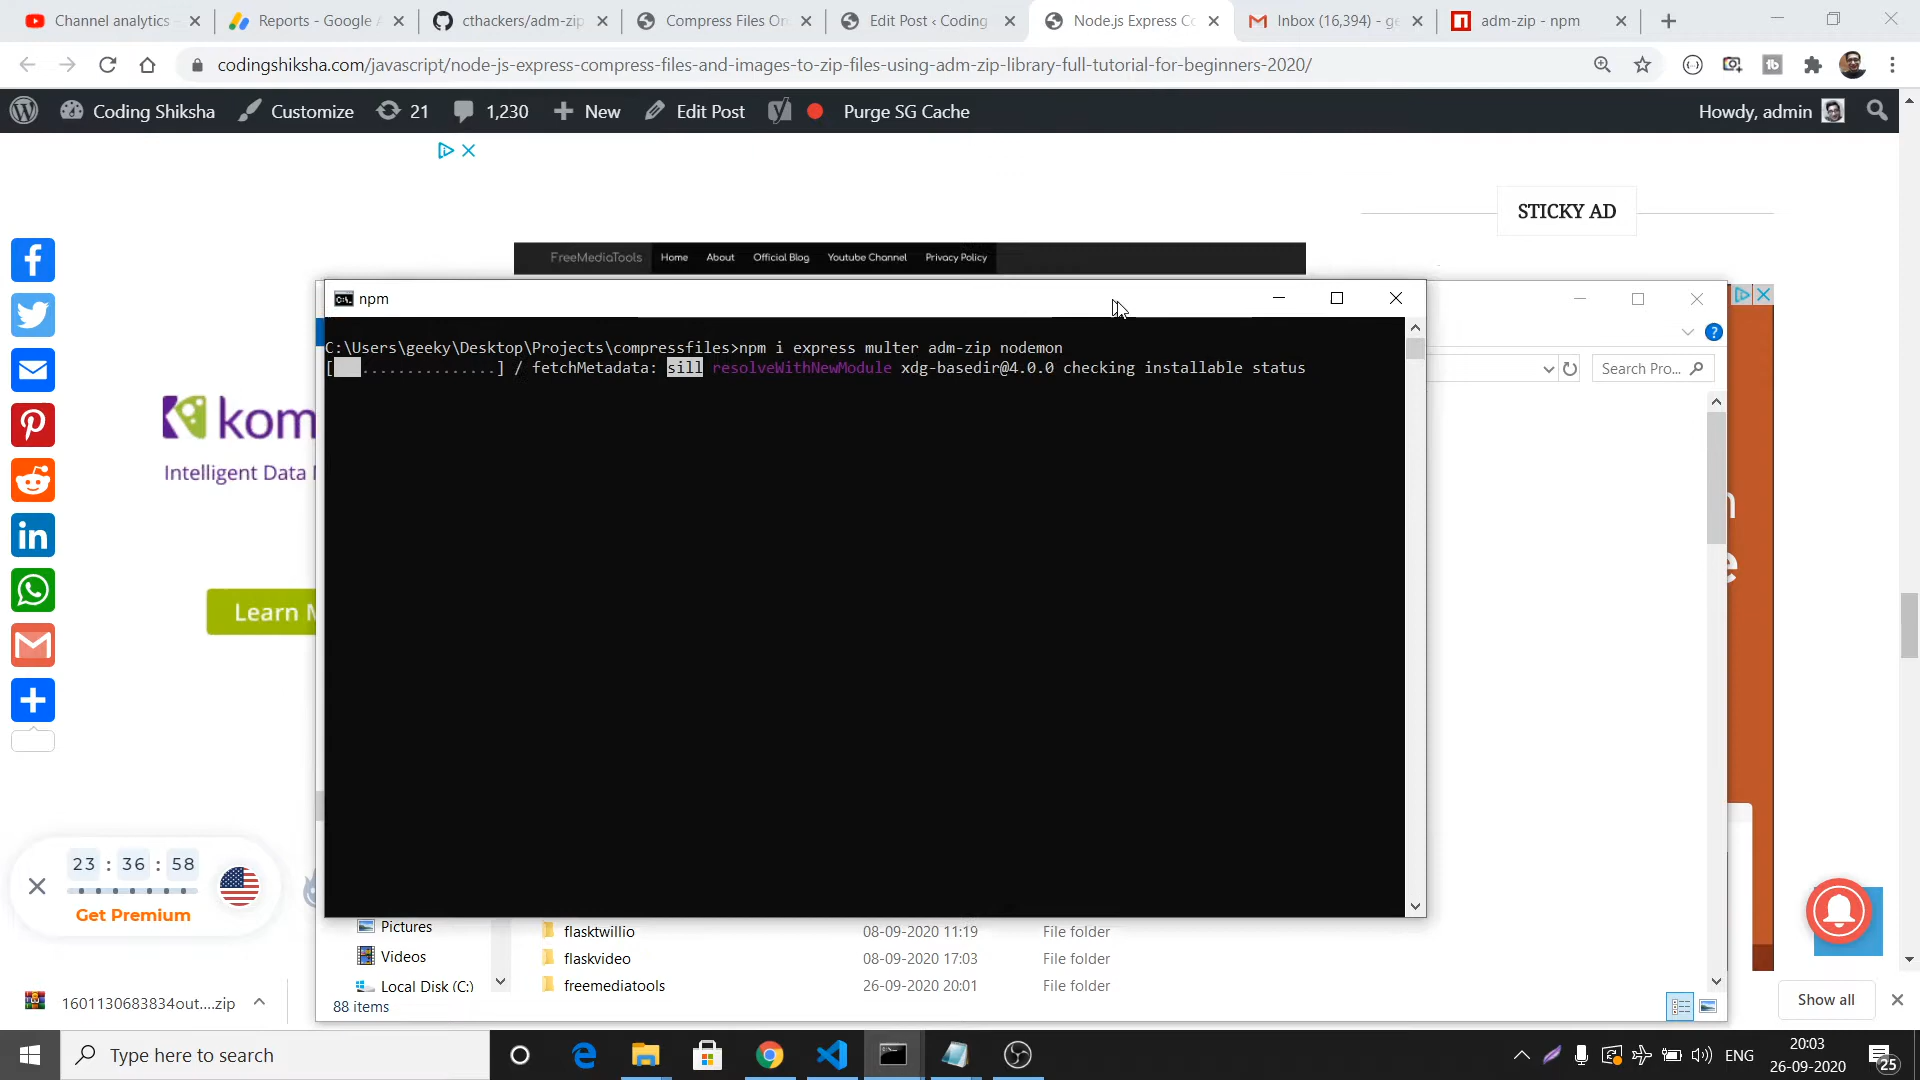 Channel analytics
Reports - Google A
cthackers/adm-zip
Compress Files On
Edit Post ‹ Coding
Node.js Express Co
Inbox (16,394) - ge
adm-zip - npm
codingshiksha.com/javascript/node-js-express-compress-files-and-images-to-zip-files-using-adm-zip-library-full-tutorial-for-beginners-2020/
Coding Shiksha
Customize
21
1,230
New
Edit Post
Purge SG Cache
Howdy, admin
STICKY AD
FreeMediaTools
Home
About
Official Blog
Youtube Channel
Privacy Policy
npm
C:\Users\geeky\Desktop\Projects\compressfiles>npm i express multer adm-zip nodemon
[ ...............] / fetchMetadata: sill resolveWithNewModule xdg-basedir@4.0.0 checking installable status
Search Pro...
kom
Intelligent Data
Learn M
23 : 36 : 58
Get Premium
Pictures
Videos
Local Disk (C:)
flasktwillio 08-09-2020 11:19 File folder
flaskvideo 08-09-2020 17:03 File folder
freemediatools 26-09-2020 20:01 File folder
88 items
1601130683834out....zip
Show all
Type here to search
ENG
20:03
26-09-2020
25